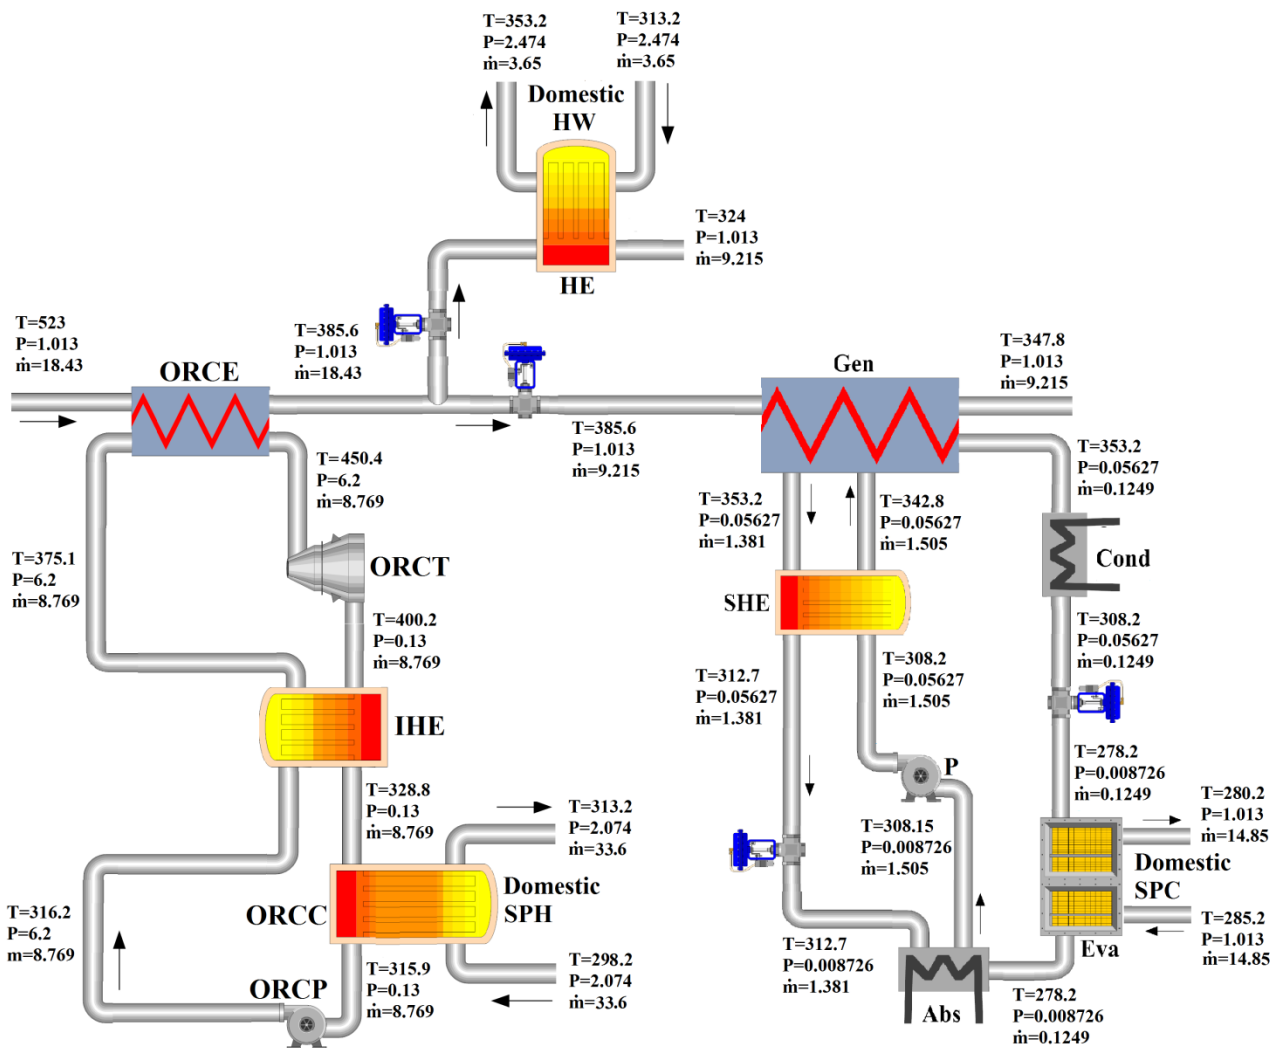 T=353.2
P=2.474
ṁ=3.65
T=313.2
P=2.474
ṁ=3.65
Domestic
HW
T=324
P=1.013
ṁ=9.215
HE
T=523
P=1.013
ṁ=18.43
ORCE
T=385.6
P=1.013
ṁ=18.43
T=385.6
P=1.013
ṁ=9.215
Gen
T=347.8
P=1.013
ṁ=9.215
T=450.4
P=6.2
ṁ=8.769
T=375.1
P=6.2
ṁ=8.769
ORCT
T=400.2
P=0.13
ṁ=8.769
IHE
T=328.8
P=0.13
ṁ=8.769
T=313.2
P=2.074
ṁ=33.6
Domestic
SPH
ORCC
T=316.2
P=6.2
m=8.769
T=298.2
P=2.074
ṁ=33.6
ORCP
T=315.9
P=0.13
ṁ=8.769
T=353.2
P=0.05627
ṁ=1.381
T=342.8
P=0.05627
ṁ=1.505
T=353.2
P=0.05627
ṁ=0.1249
Cond
SHE
T=312.7
P=0.05627
ṁ=1.381
T=308.2
P=0.05627
ṁ=1.505
T=308.2
P=0.05627
ṁ=0.1249
P
T=278.2
P=0.008726
ṁ=0.1249
T=308.15
P=0.008726
ṁ=1.505
T=280.2
P=1.013
ṁ=14.85
Domestic
SPC
T=285.2
P=1.013
ṁ=14.85
Eva
T=312.7
P=0.008726
ṁ=1.381
Abs
T=278.2
P=0.008726
ṁ=0.1249